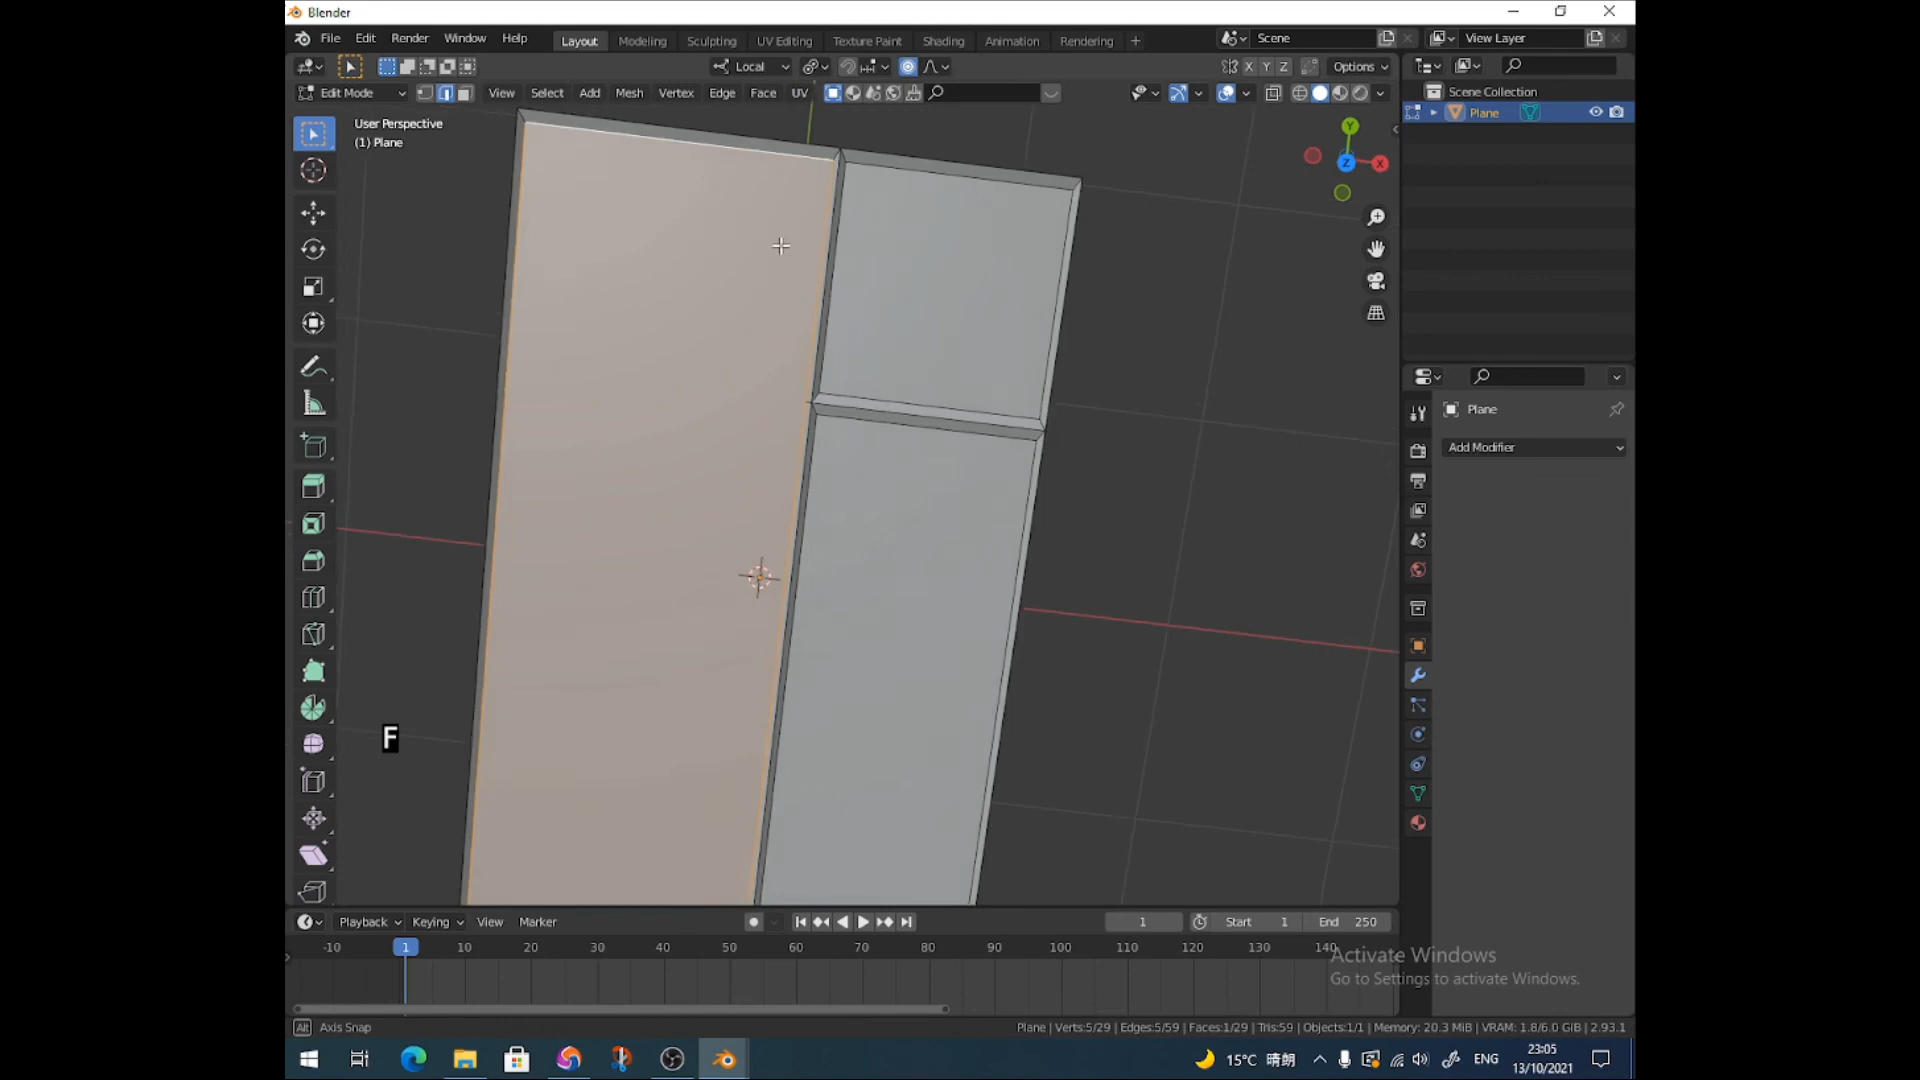 Blender
File Edit Render Window Help Layout Modeling Sculpting UV Editing Texture Paint Shading Animation Rendering + Scene View Layer
Local X Y Z Options
Edit Mode View Select Add Mesh Vertex Edge Face UV
Scene Collection
Plane
User Perspective
(1) Plane
Y
Z X
Plane
Add Modifier
F
Playback Keying View Marker 1 Start 1 End 250
-10 1 10 20 30 40 50 60 70 80 90 100 110 120 130 140
Activate Windows
Go to Settings to activate Windows.
Alt Axis Snap Plane | Verts:5/29 | Edges:5/59 | Faces:1/29 | Tris:59 | Objects:1/1 | Memory: 20.3 MiB | VRAM: 1.8/6.0 GiB | 2.93.1
15°C 晴朗 ENG 23:05
13/10/2021